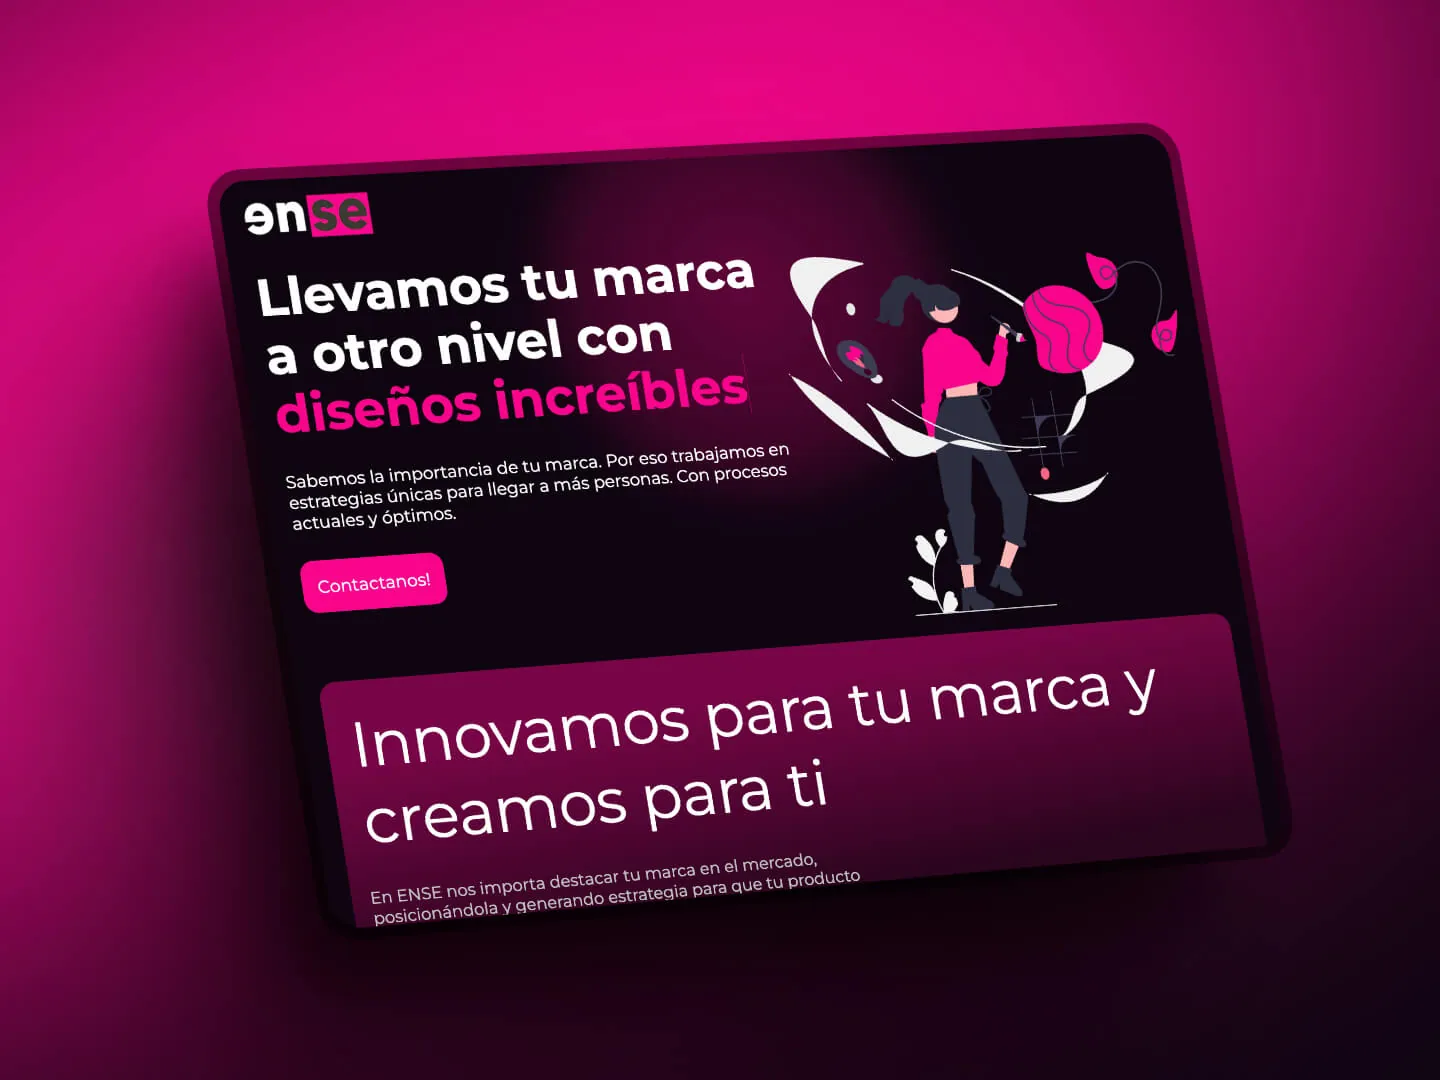 ense
Llevamos tu marca
a otro nivel con
diseños increíbles
Sabemos la importancia de tu marca. Por eso trabajamos en
estrategias únicas para llegar a más personas. Con procesos
actuales y óptimos.
Contactanos!
Innovamos para tu marca y
creamos para ti
En ENSE nos importa destacar tu marca en el mercado,
posicionándola y generando estrategia para que tu producto